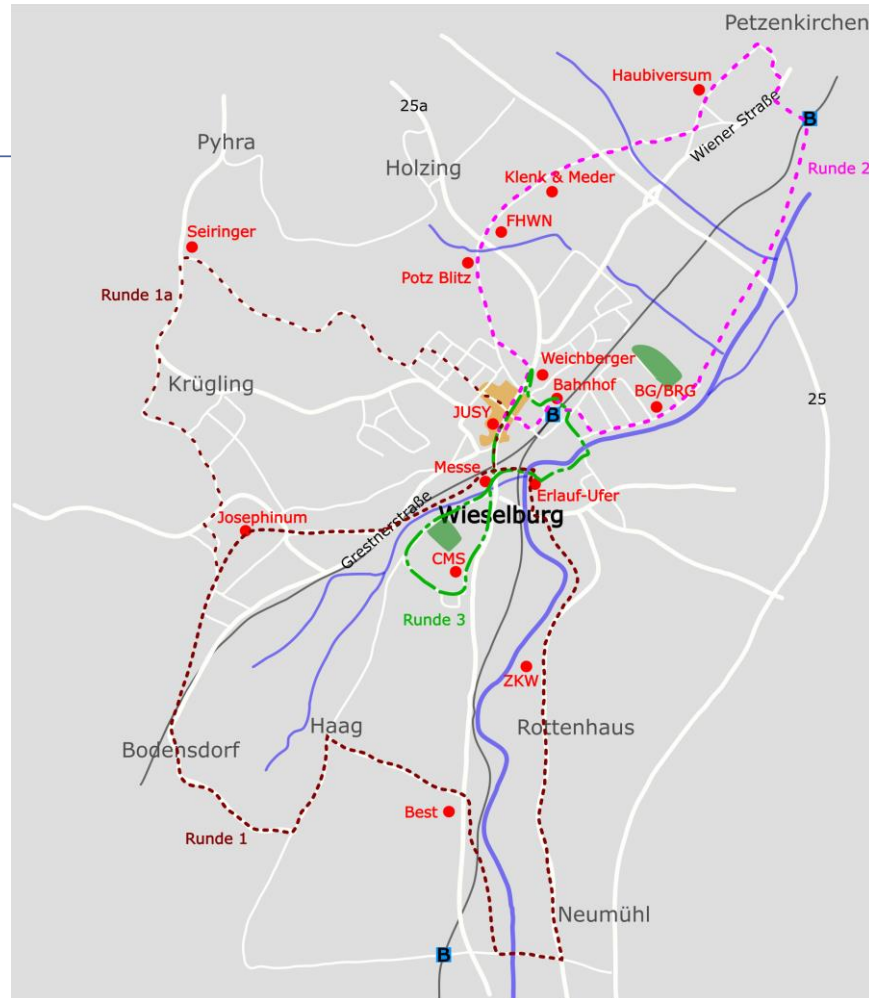 Petzenkirchen
Haubiversum
25a
Wiener Straße
B
Pyhra
Holzing
Runde 2
Klenk & Meder
FHWN
Seiringer
Potz Blitz
Runde 1a
Weichberger
Krügling
Bahnhof
BG/BRG
25
JUSY
B
Messe
Erlauf-Ufer
Grestnerstraße
Wieselburg
Josephinum
CMS
Runde 3
ZKW
Haag
Rottenhaus
Bodensdorf
Best
Runde 1
Neumühl
B